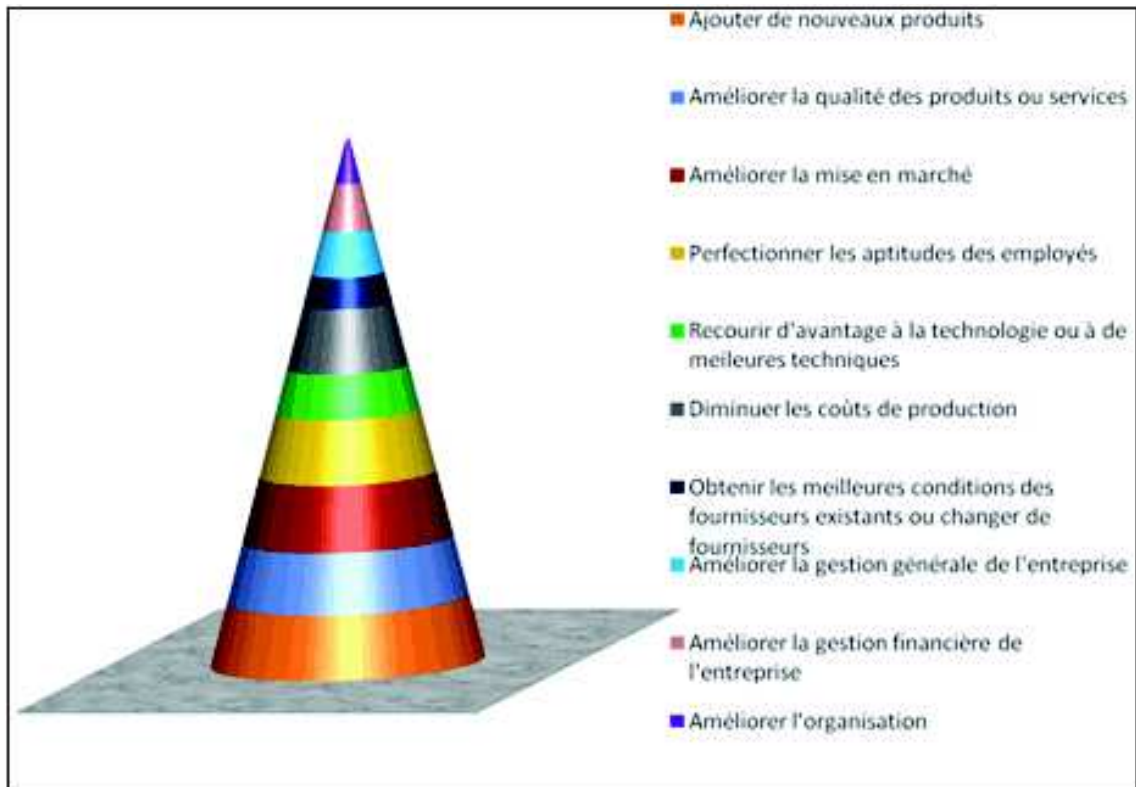 Ajouter de nouveaux produits
Améliorer la qualité des produits ou services
Améliorer la mise en marché
Perfectionner les aptitudes des employés
Recourir d'avantage à la technologie ou à de
meileures techniques
Diminuer les coûts de production
Obtenir les meilleures conditions des
fournisseurs existants ou changer de
fournisseurs
Améliorer la gestion générale de l'entreprise
Améliorer la gestion financière de
l'entreprise
Améliorer l'organisation